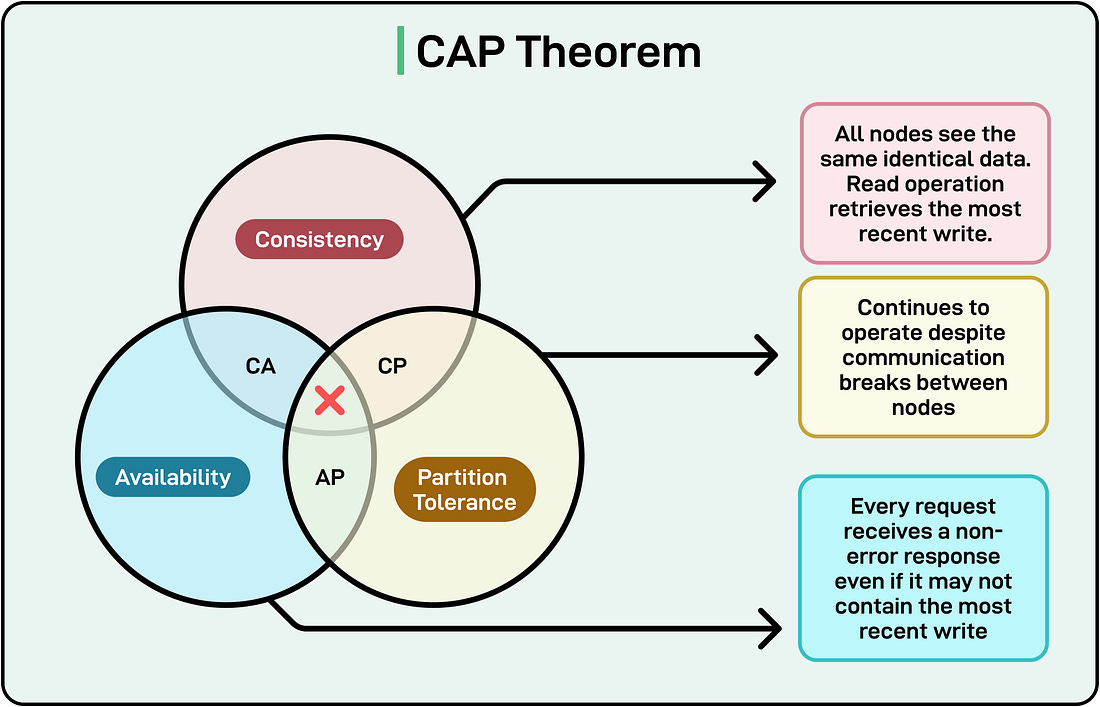 CAP Theorem
Consistency
CA
CP
Availability
AP
Partition
Tolerance
All nodes see the
same identical data.
Read operation
retrieves the most
recent write.
Continues to
operate despite
communication
breaks between
nodes
Every request
receives a non-
error response
even if it may not
contain the most
recent write